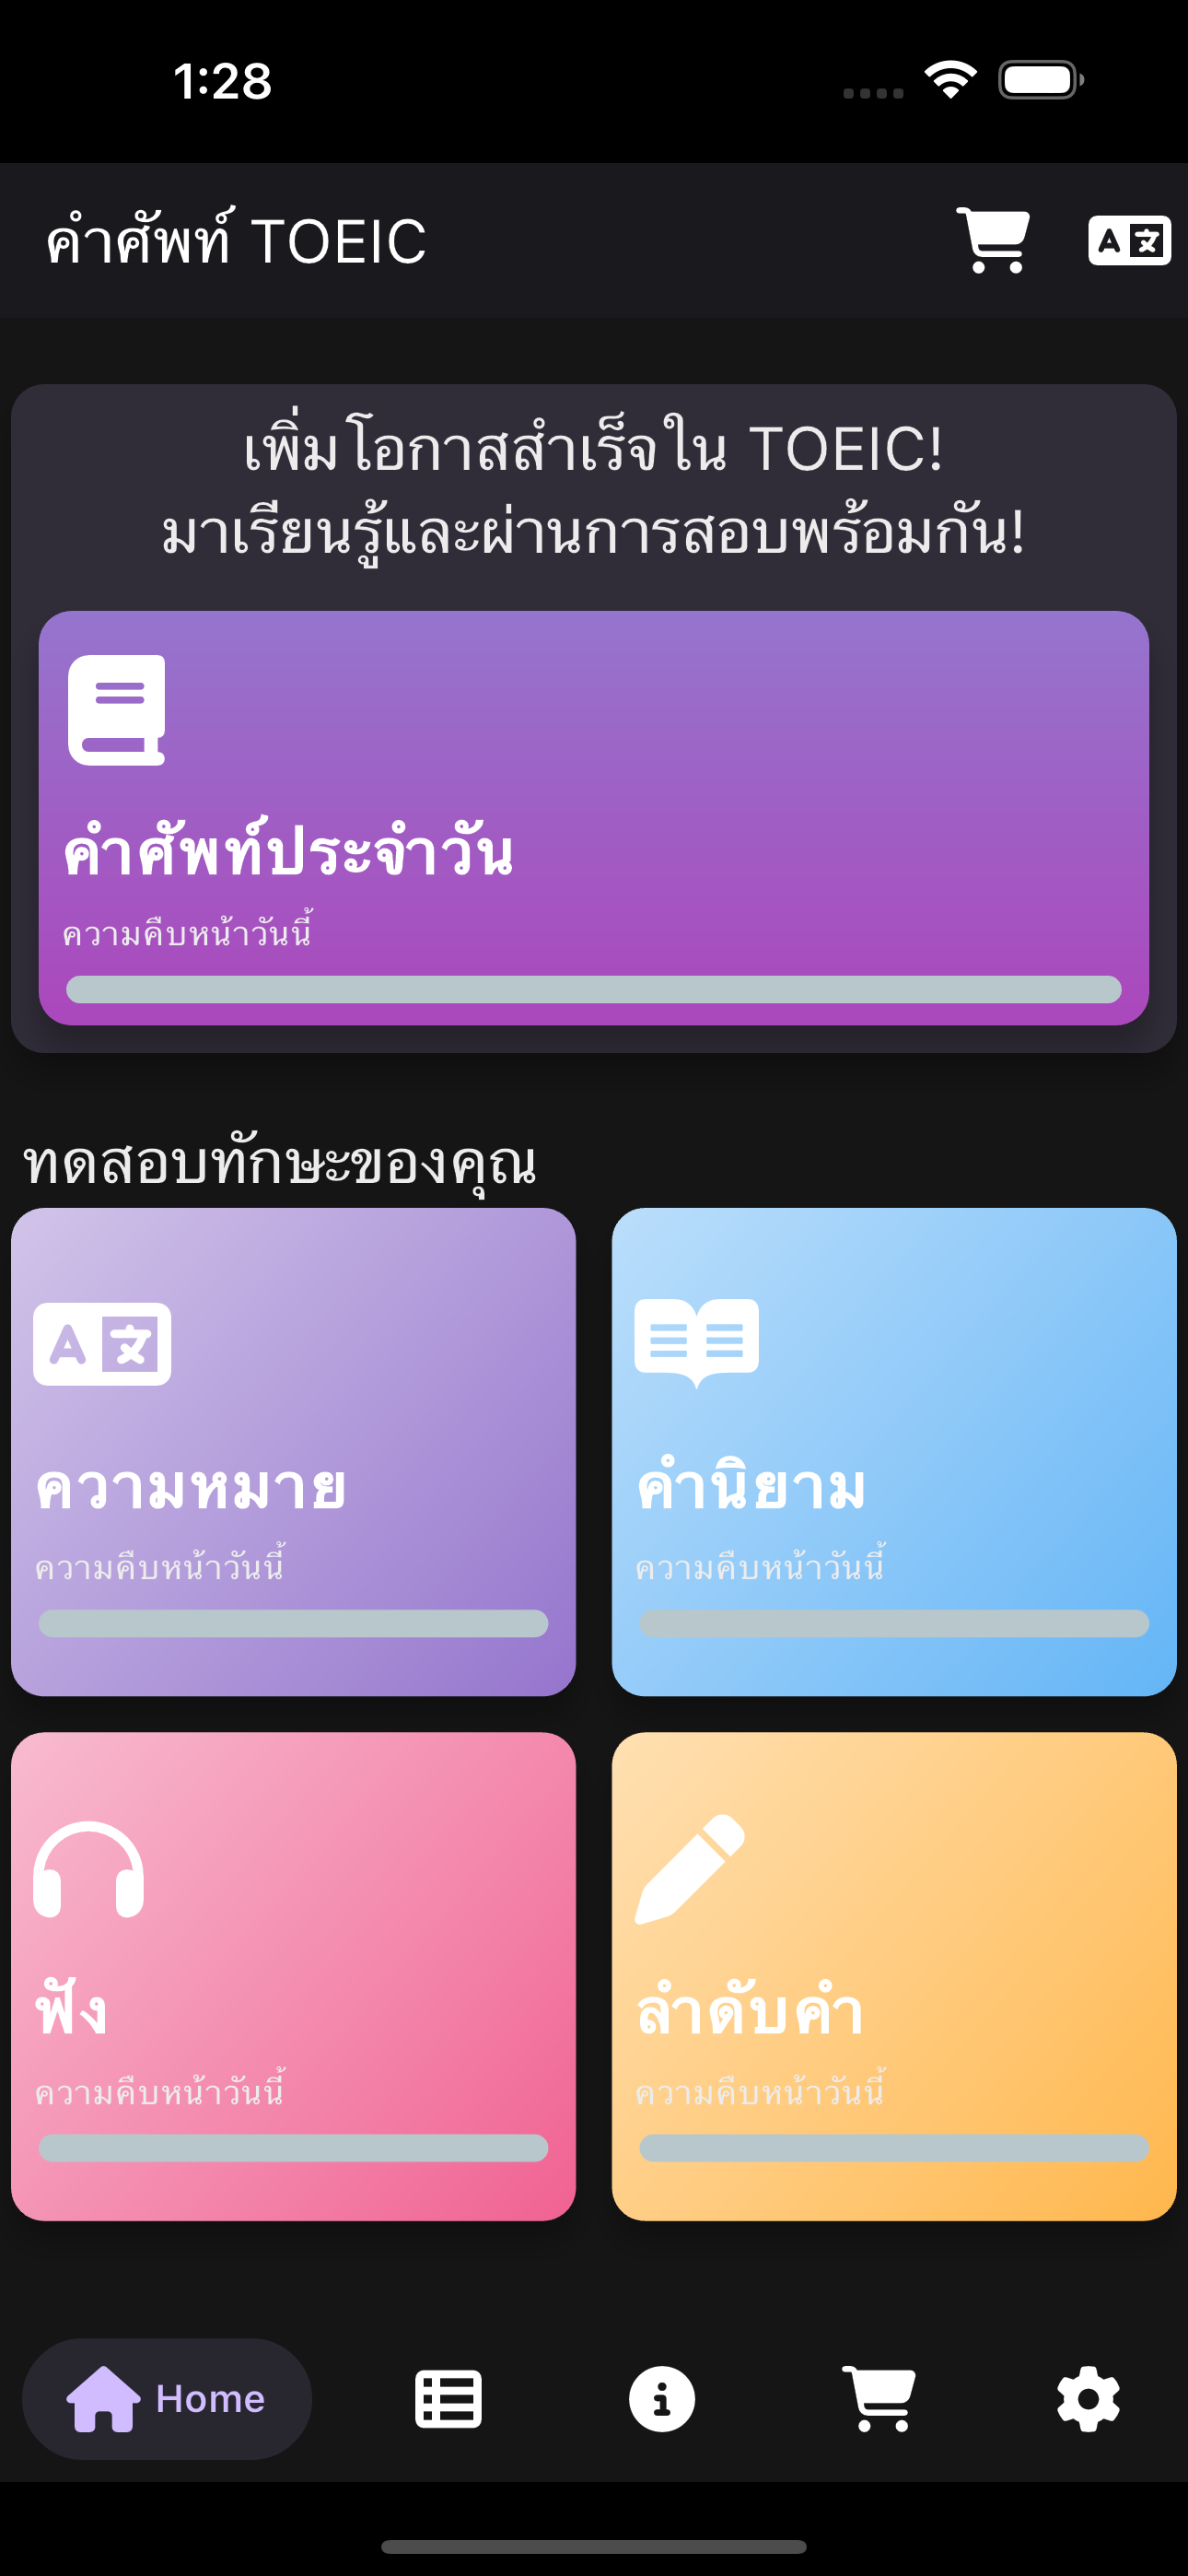 1:28
คำศัพท์ TOEIC
A文
เพิ่มโอกาสสำเร็จใน TOEIC!
มาเรียนรู้และผ่านการสอบพร้อมกัน!
คำศัพท์ประจำวัน
ความคืบหน้าวันนี้
ทดสอบทักษะของคุณ
A文
ความหมาย
ความคืบหน้าวันนี้
คำนิยาม
ความคืบหน้าวันนี้
ฟัง
ความคืบหน้าวันนี้
ลำดับคำ
ความคืบหน้าวันนี้
Home